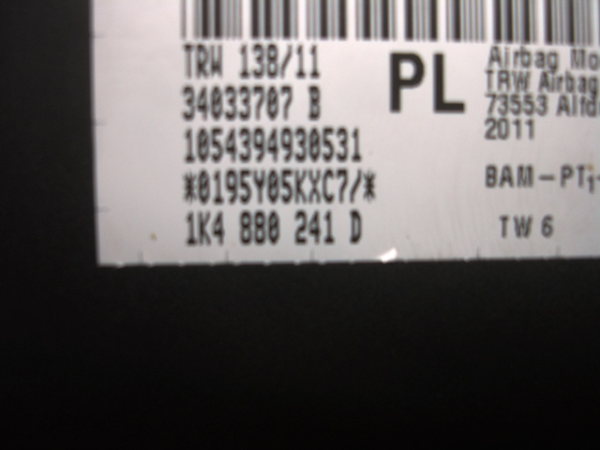 TRW 138/11
34033707 B
1054394930531
*0195Y05KXC7/*
1K4 880 241 D
PL
Airbag Mo
TRW Airbag
73553 Alfd
2011
BAM-PT1-
TW 6